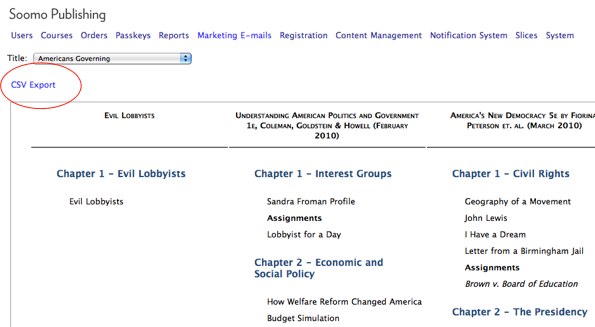 Soomo Publishing
Users Courses Orders Passkeys Reports Marketing E-mails Registration Content Management Notification System Slices System
Title: Americans Governing
CSV Export
EVIL LOBBYISTS
Chapter 1 - Evil Lobbyists
Evil Lobbyists
UNDERSTANDING AMERICAN POLITICS AND GOVERNMENT
1E, COLEMAN, GOLDSTEIN & HOWELL (FEBRUARY
2010)
Chapter 1 - Interest Groups
Sandra Froman Profile
Assignments
Lobbyist for a Day
Chapter 2 - Economic and
Social Policy
How Welfare Reform Changed America
Budget Simulation
AMERICA'S NEW DEMOCRACY 5E BY FIORINA
PETERSON ET. AL. (MARCH 2010)
Chapter 1 - Civil Rights
Geography of a Movement
John Lewis
I Have a Dream
Letter from a Birmingham Jail
Assignments
Brown v. Board of Education
Chapter 2 - The Presidency